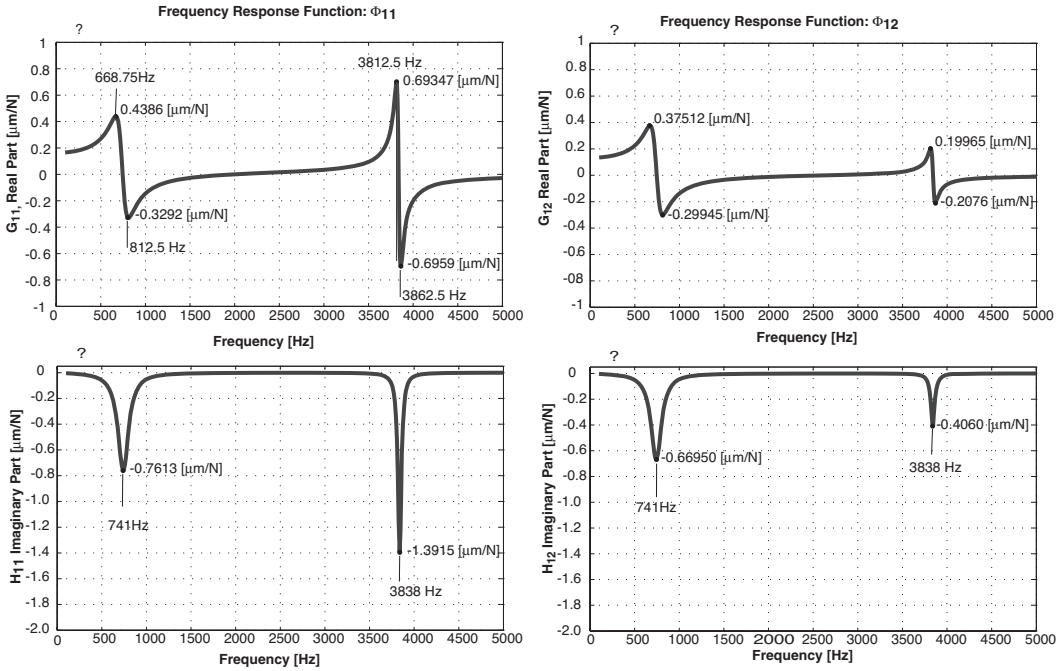 Frequency Response Function: Φ11
?
1
0.8
0.6
0.4
0.2
0
-0.2
-0.4
-0.6
-0.8
-1
G11, Real Part [µm/N]
668.75Hz
0.4386 [µm/N]
-0.3292 [µm/N]
812.5 Hz
3812.5 Hz
0.69347 [µm/N]
-0.6959 [µm/N]
3862.5 Hz
0 500 1000 1500 2000 2500 3000 3500 4000 4500 5000
Frequency [Hz]
Frequency Response Function: Φ12
?
1
0.8
0.6
0.4
0.2
0
-0.2
-0.4
-0.6
-08
-1
G12 Real Part [µm/N]
0.37512 [µm/N]
-0.29945 [µm/N]
0.19965 [µm/N]
-0.2076 [µm/N]
0 500 1000 1500 2000 2500 3000 3500 4000 4500 5000
Frequency [Hz]
?
0
-0.2
-0.4
-0.6
-0.8
-1.0
-1.2
-1.4
-1.6
-1.8
-2.0
H11 Imaginary Part [µm/N]
-0.7613 [µm/N]
741Hz
-1.3915 [µm/N]
3838 Hz
0 500 1000 1500 2000 2500 3000 3500 4000 4500 5000
Frequency [Hz]
?
0
-0.2
-0.4
-0.6
-0.8
-1.0
-1.2
-1.4
-1.6
-1.8
-2.0
H12 Imaginary Part [µm/N]
-0.66950 [µm/N]
741Hz
-0.4060 [µm/N]
3838 Hz
0 500 1000 1500 2000 2500 3000 3500 4000 4500 5000
Frequency [Hz]